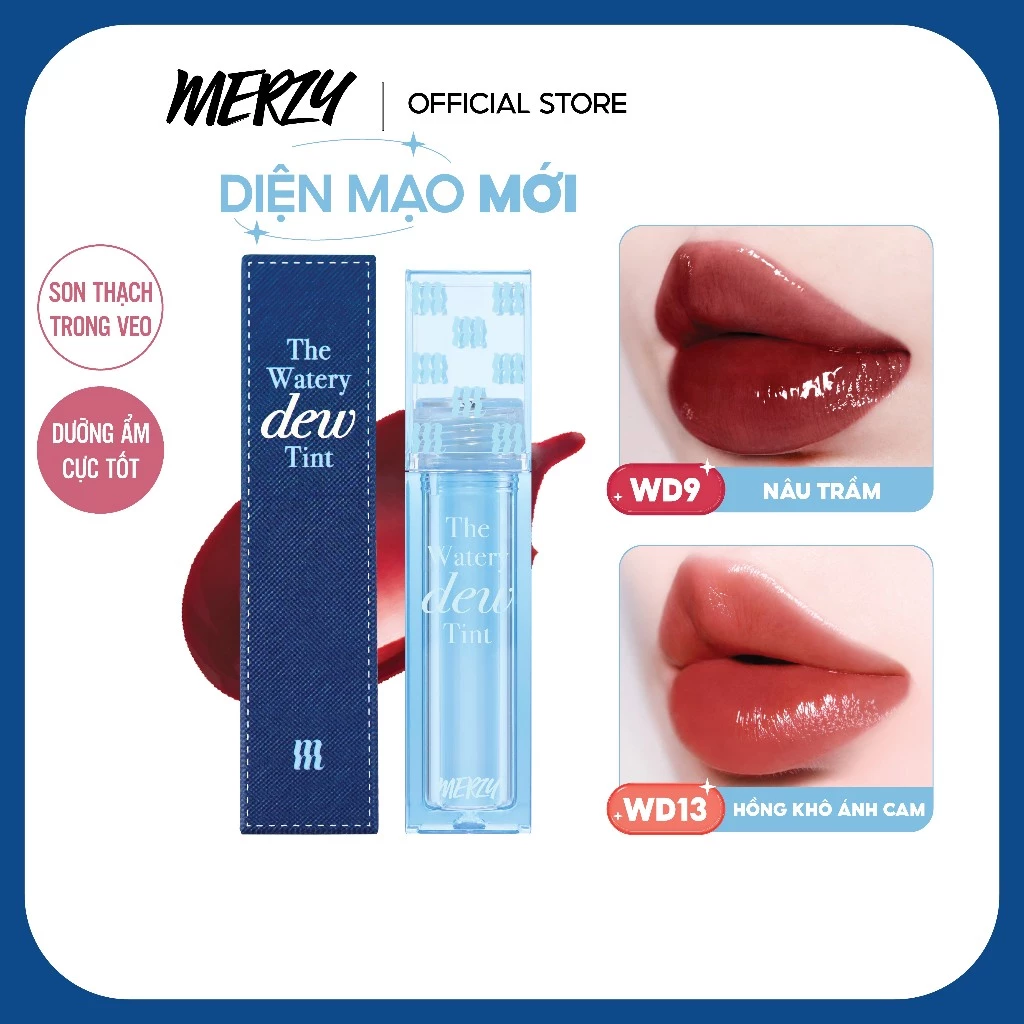 MERZY
OFFICIAL STORE
DIỆN MẠO MỚI
SON THẠCH
TRONG VEO
DƯỠNG ẨM
CỰC TỐT
The
Watery
dew
Tint
The
Watery
dew
Tint
MERZY
WD9
NÂU TRẦM
WD13
HỒNG KHÔ ÁNH CAM